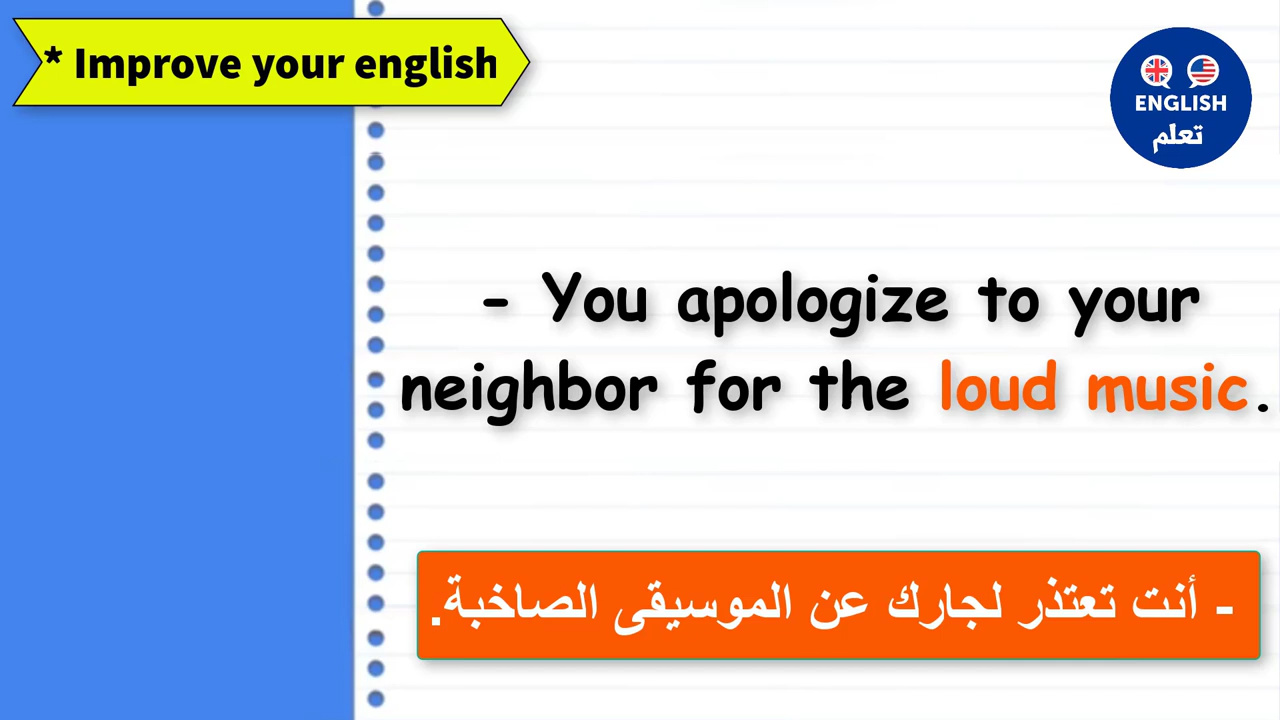 * Improve your english
ENGLISH
تعلم
- You apologize to your
neighbor for the loud music.
- أنت تعتذر لجارك عن الموسيقى الصاخبة.